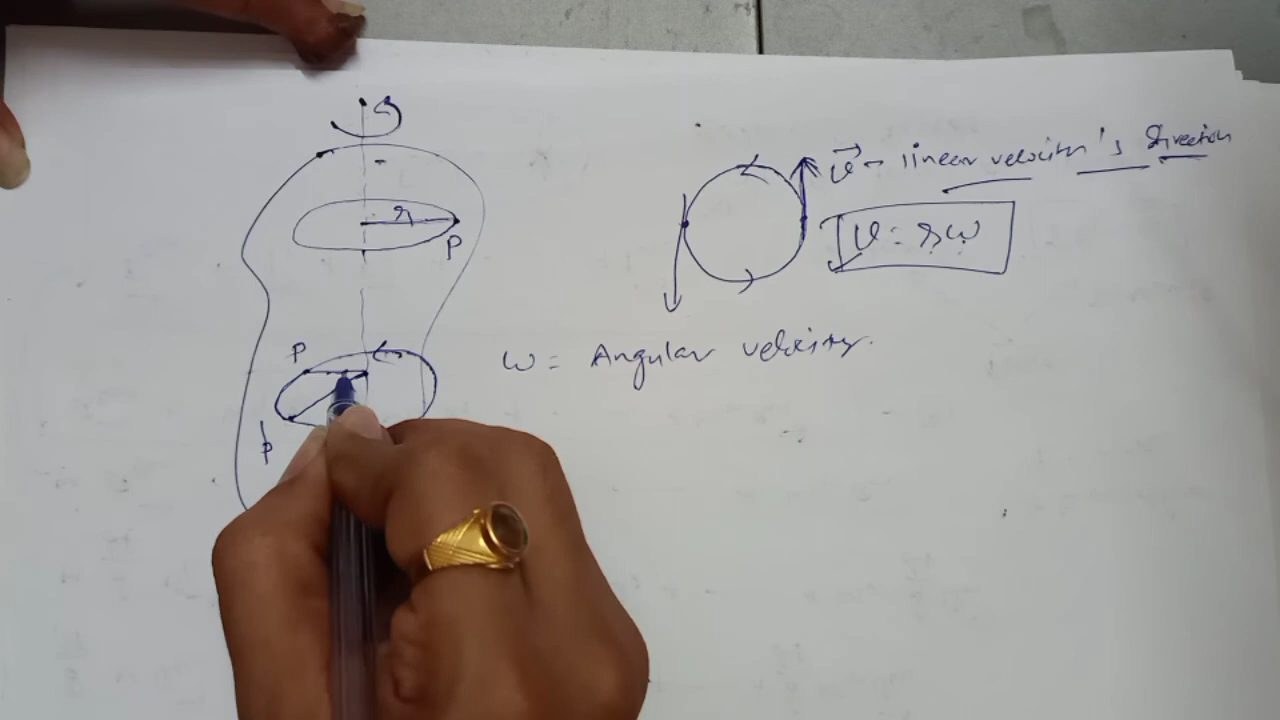 r
P
v⃗ - linear velocity's direction
v = rω
P
ω = Angular velocity.
p